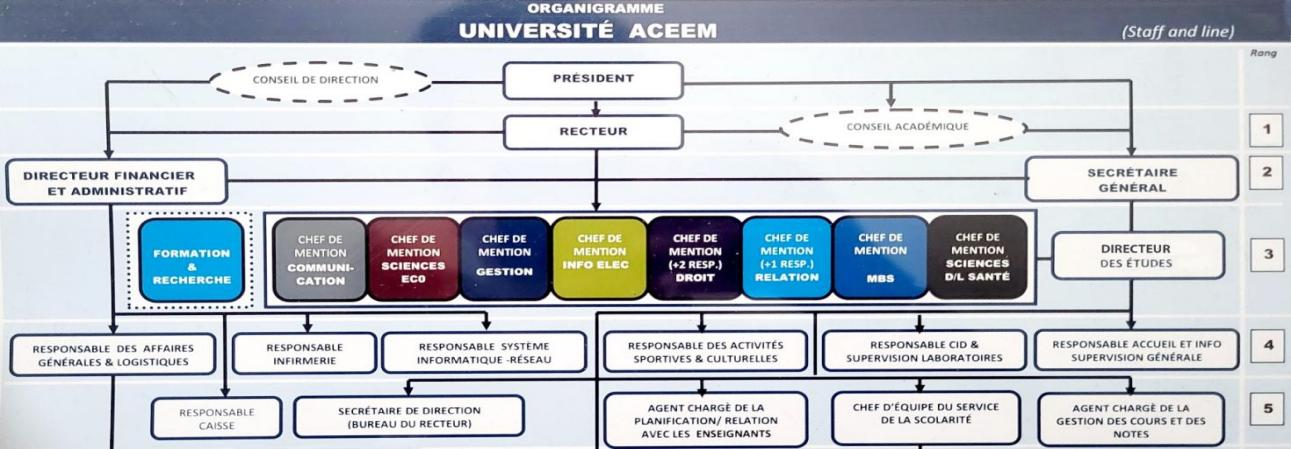 ORGANIGRAMME
UNIVERSITÉ ACEEM
(Staff and line)
Rang
CONSEIL DE DIRECTION
PRÉSIDENT
RECTEUR
CONSEIL ACADÉMIQUE
1
DIRECTEUR FINANCIER
ET ADMINISTRATIF
SECRÉTAIRE
GÉNÉRAL
2
FORMATION
&
RECHERCHE
CHEF DE
MENTION
COMMUNI-
CATION
CHEF DE
MENTION
SCIENCES
ECO
CHEF DE
MENTION
GESTION
CHEF DE
MENTION
INFO ELEC
CHEF DE
MENTION
(+2 RESP.)
DROIT
CHEF DE
MENTION
(+1 RESP.)
RELATION
CHEF DE
MENTION
MBS
CHEF DE
MENTION
SCIENCES
D/L SANTÉ
DIRECTEUR
DES ÉTUDES
3
RESPONSABLE DES AFFAIRES
GÉNÉRALES & LOGISTIQUES
RESPONSABLE
INFIRMERIE
RESPONSABLE SYSTÈME
INFORMATIQUE -RÉSEAU
RESPONSABLE DES ACTIVITÉS
SPORTIVES & CULTURELLES
RESPONSABLE CID &
SUPERVISION LABORATOIRES
RESPONSABLE ACCUEIL ET INFO
SUPERVISION GÉNÉRALE
4
RESPONSABLE
CAISSE
SECRÉTAIRE DE DIRECTION
(BUREAU DU RECTEUR)
AGENT CHARGÈ DE LA
PLANIFICATION/ RELATION
AVEC LES ENSEIGNANTS
CHEF D'ÉQUIPE DU SERVICE
DE LA SCOLARITÉ
AGENT CHARGÈ DE LA
GESTION DES COURS ET DES
NOTES
5